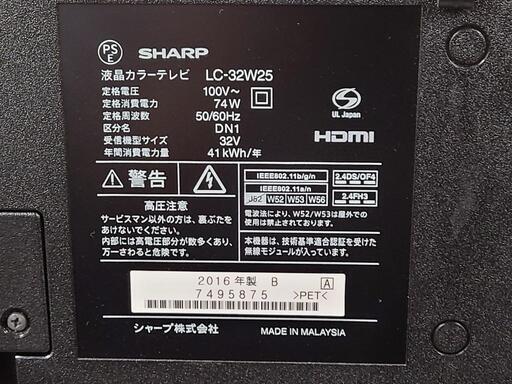 PS E SHARP
液晶カラーテレビ LC-32W25
定格電圧 100V～
定格消費電力 74W
定格周波数 50/60Hz
区分名 DN1
受信機型サイズ 32V
年間消費電力量 41kWh/年
UL Japan
HDMI
警告
高圧注意
サービスマン以外の方は、裏ぶたを
あけないでください。
内部には高電圧部分が数多くあり、
万一さわると危険です。
IEEE802.11b/g/n
IEEE802.11a/n
J52 W52 W53 W56
2.4DS/OF4
2.4FH3
電波法により、W52/W53は屋外での
使用が禁止されております。
本機器は、技術基準適合認証を受けた
無線モジュールが入っています。
2016年製 B A
7495875 >PET<
シャープ株式会社 MADE IN MALAYSIA